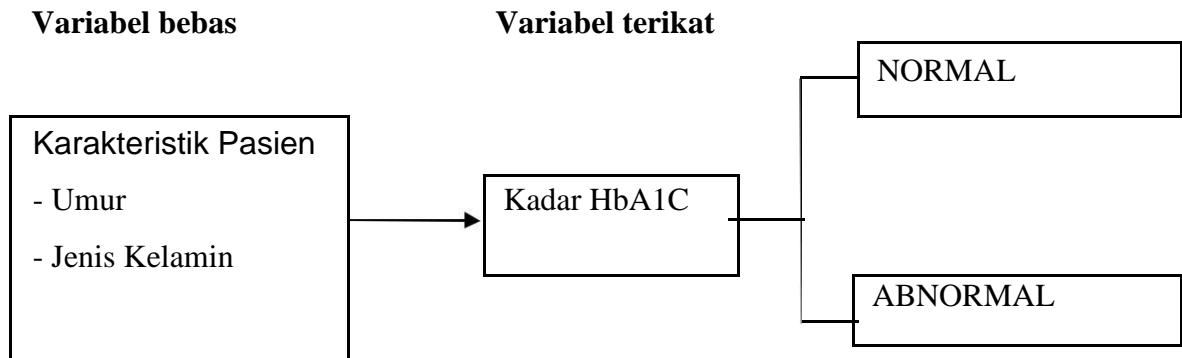 Variabel bebas
Variabel terikat
NORMAL
Karakteristik Pasien
- Umur
- Jenis Kelamin
Kadar HbA1C
ABNORMAL